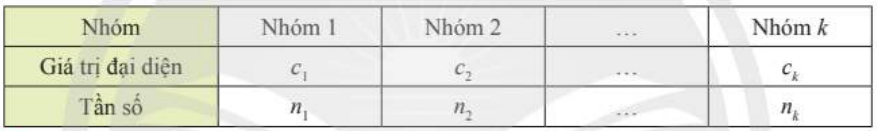 Nhóm Nhóm 1 Nhóm 2 ... Nhóm k
Giá trị đại diện c₁ c₂ ... cₖ
Tần số n₁ n₂ ... nₖ